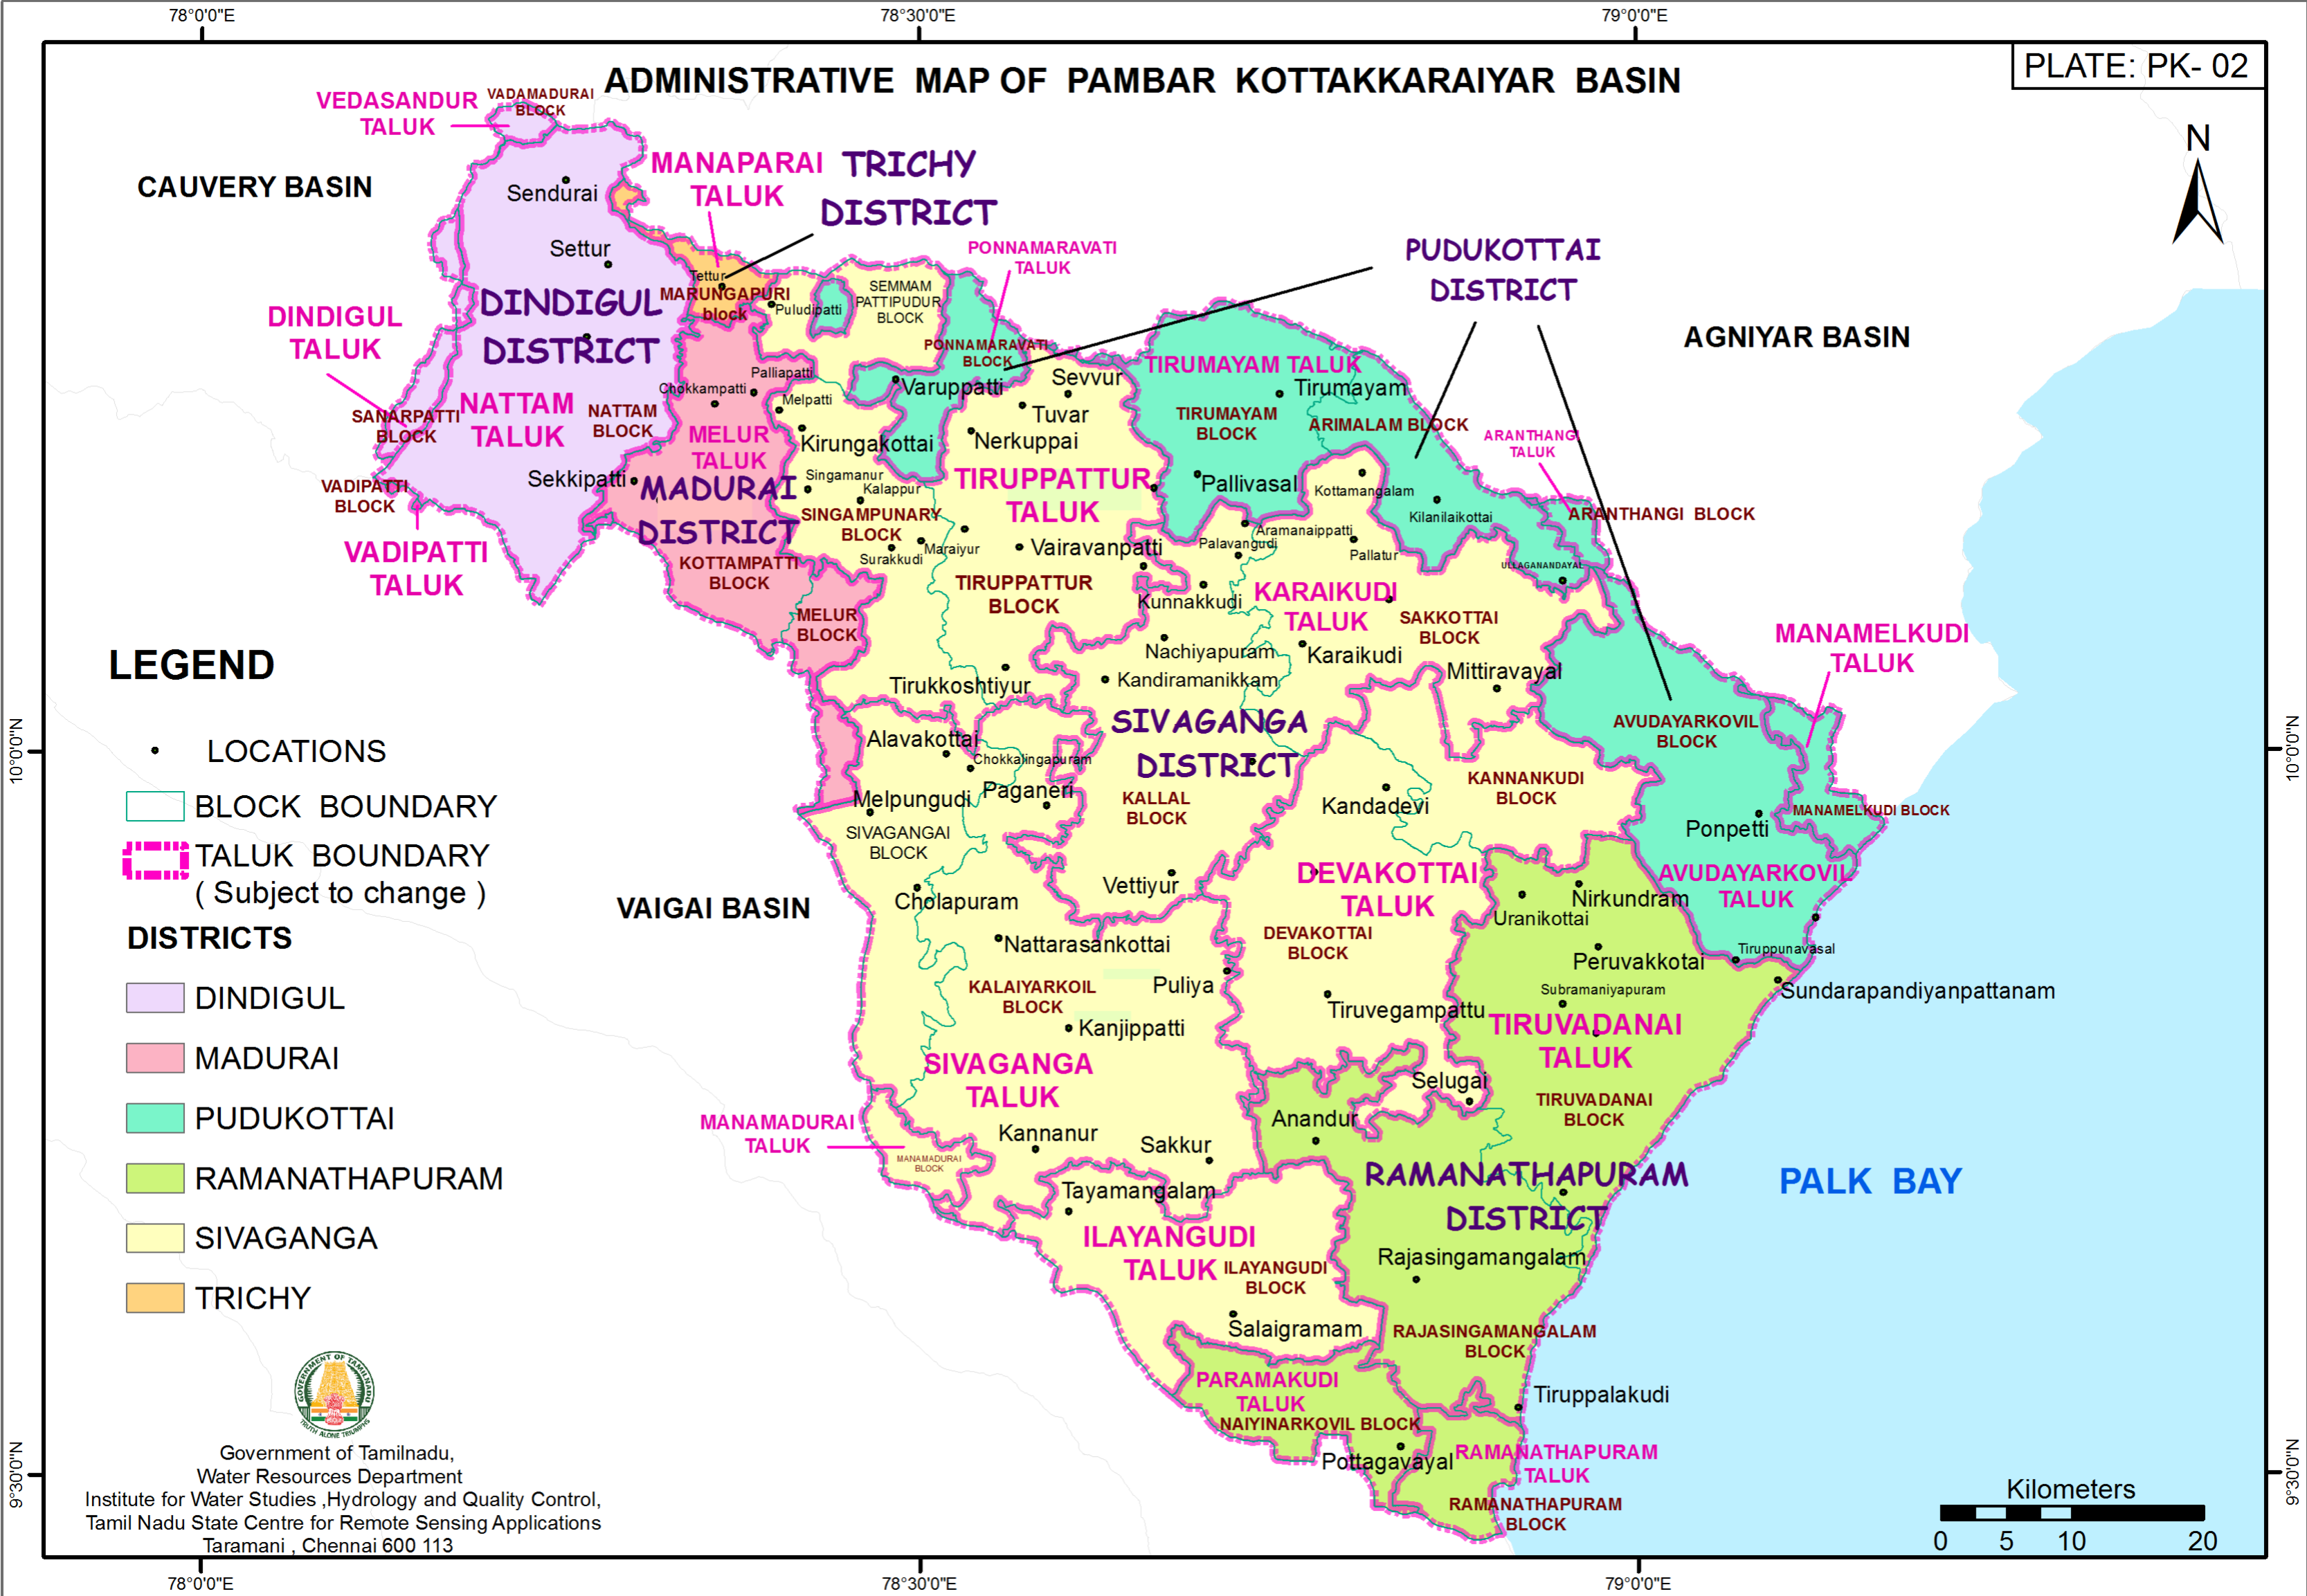 78°0'0"E
78°30'0"E
79°0'0"E
PLATE: PK- 02
ADMINISTRATIVE MAP OF PAMBAR KOTTAKKARAIYAR BASIN
N
VEDASANDUR
TALUK
VADAMADURAI
BLOCK
CAUVERY BASIN
Sendurai
MANAPARAI
TALUK
TRICHY
DISTRICT
Settur
PONNAMARAVATI
TALUK
PUDUKOTTAI
DISTRICT
AGNIYAR BASIN
Tettur
MARUNGAPURI
block
Puludipatti
SEMMAM
PATTIPUDUR
BLOCK
DINDIGUL
DISTRICT
DINDIGUL
TALUK
PONNAMARAVATI
BLOCK
Varuppatti
Sevvur
TIRUMAYAM TALUK
Tirumayam
Palliapatti
Chokkampatti
Melpatti
NATTAM
TALUK
NATTAM
BLOCK
SANARPATTI
BLOCK
MELUR
TALUK
Kirungakottai
Tuvar
Nerkuppai
TIRUMAYAM
BLOCK
ARIMALAM BLOCK
ARANTHANGI
TALUK
Sekkipatti
VADIPATTI
BLOCK
MADURAI
DISTRICT
Singamanur
Kalappur
TIRUPPATTUR
TALUK
Pallivasal
Kottamangalam
Kilanilaikottai
ARANTHANGI BLOCK
SINGAMPUNARY
BLOCK
Surakkudi
Maraiyur
Vairavanpatti
Palavangudi
Aramanaippatti
Pallatur
ULLAGANANDAYAL
VADIPATTI
TALUK
KOTTAMPATTI
BLOCK
TIRUPPATTUR
BLOCK
Kunnakkudi
KARAIKUDI
TALUK
SAKKOTTAI
BLOCK
MELUR
BLOCK
Nachiyapuram
Karaikudi
MANAMELKUDI
TALUK
LEGEND
Tirukkoshtiyur
Kandiramanikkam
Mittiravayal
SIVAGANGA
DISTRICT
AVUDAYARKOVIL
BLOCK
Alavakottai
Chokkalingapuram
10°0'0"N
10°0'0"N
LOCATIONS
Melpungudi
Paganeri
KALLAL
BLOCK
Kandadevi
KANNANKUDI
BLOCK
MANAMELKUDI BLOCK
BLOCK BOUNDARY
SIVAGANGAI
BLOCK
Ponpetti
TALUK BOUNDARY
( Subject to change )
Cholapuram
Vettiyur
DEVAKOTTAI
TALUK
AVUDAYARKOVIL
TALUK
Nirkundram
Uranikottai
VAIGAI BASIN
DISTRICTS
Nattarasankottai
DEVAKOTTAI
BLOCK
Peruvakkotai
Tiruppunavasal
DINDIGUL
KALAIYARKOIL
BLOCK
Puliya
Tiruvegampattu
Subramaniyapuram
Sundarapandiyanpattanam
Kanjippatti
TIRUVADANAI
TALUK
MADURAI
SIVAGANGA
TALUK
Selugai
TIRUVADANAI
BLOCK
PUDUKOTTAI
MANAMADURAI
TALUK
MANAMADURAI
BLOCK
Kannanur
Sakkur
Anandur
RAMANATHAPURAM
RAMANATHAPURAM
DISTRICT
PALK BAY
Tayamangalam
SIVAGANGA
ILAYANGUDI
TALUK
ILAYANGUDI
BLOCK
Rajasingamangalam
TRICHY
Salaigramam
RAJASINGAMANGALAM
BLOCK
GOVERNMENT OF TAMILNADU
TRUTH ALONE TRIUMPHS
PARAMAKUDI
TALUK
NAIYINARKOVIL BLOCK
Tiruppalakudi
Pottagavayal
RAMANATHAPURAM
TALUK
RAMANATHAPURAM
BLOCK
Government of Tamilnadu,
Water Resources Department
Institute for Water Studies ,Hydrology and Quality Control,
Tamil Nadu State Centre for Remote Sensing Applications
Taramani , Chennai 600 113
9°30'0"N
9°30'0"N
Kilometers
0 5 10 20
78°0'0"E
78°30'0"E
79°0'0"E